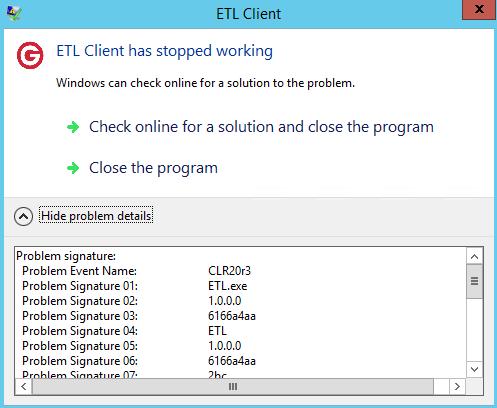 ETL Client
x
G
ETL Client has stopped working
Windows can check online for a solution to the problem.
Check online for a solution and close the program
Close the program
Hide problem details
Problem signature:
Problem Event Name: CLR20r3
Problem Signature 01: ETL.exe
Problem Signature 02: 1.0.0.0
Problem Signature 03: 6166a4aa
Problem Signature 04: ETL
Problem Signature 05: 1.0.0.0
Problem Signature 06: 6166a4aa
Problem Signature 07: 2bc